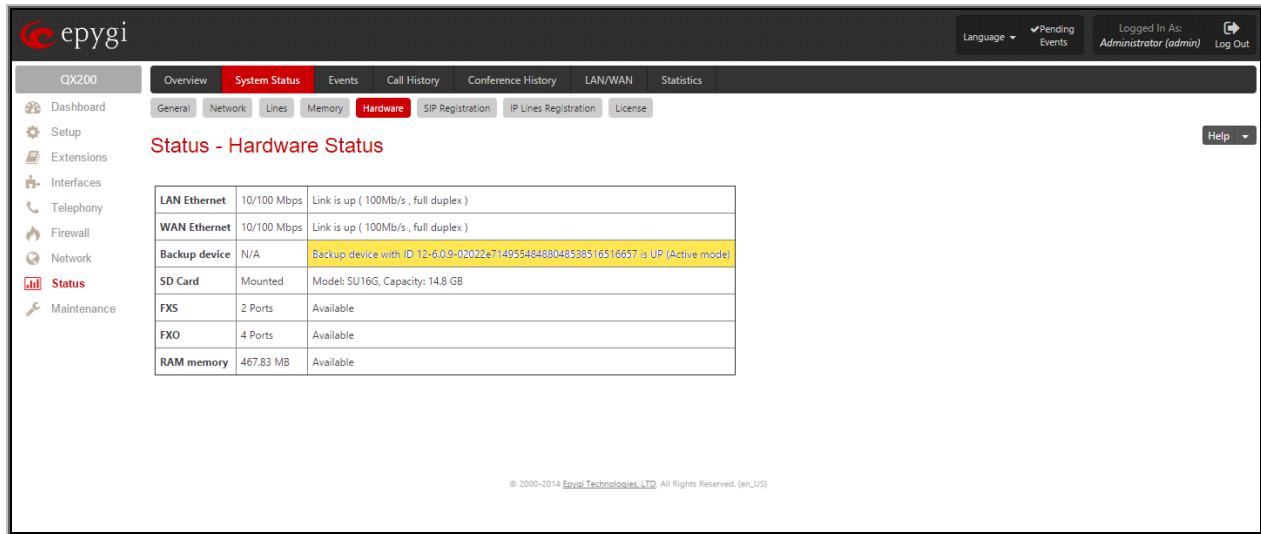 epygi
Language
Pending Events
Logged In As:
Administrator (admin)
Log Out
QX200
Dashboard
Setup
Extensions
Interfaces
Telephony
Firewall
Network
Status
Maintenance
Overview System Status Events Call History Conference History LAN/WAN Statistics
General Network Lines Memory Hardware SIP Registration IP Lines Registration License
Help
Status - Hardware Status
LAN Ethernet 10/100 Mbps Link is up ( 100Mb/s , full duplex )
WAN Ethernet 10/100 Mbps Link is up ( 100Mb/s , full duplex )
Backup device N/A Backup device with ID 12-6.0.9-02022e71495548488048538516516657 is UP (Active mode)
SD Card Mounted Model: SU16G, Capacity: 14.8 GB
FXS 2 Ports Available
FXO 4 Ports Available
RAM memory 467.83 MB Available
© 2000-2014 Epygi Technologies, LTD. All Rights Reserved. (en_US)